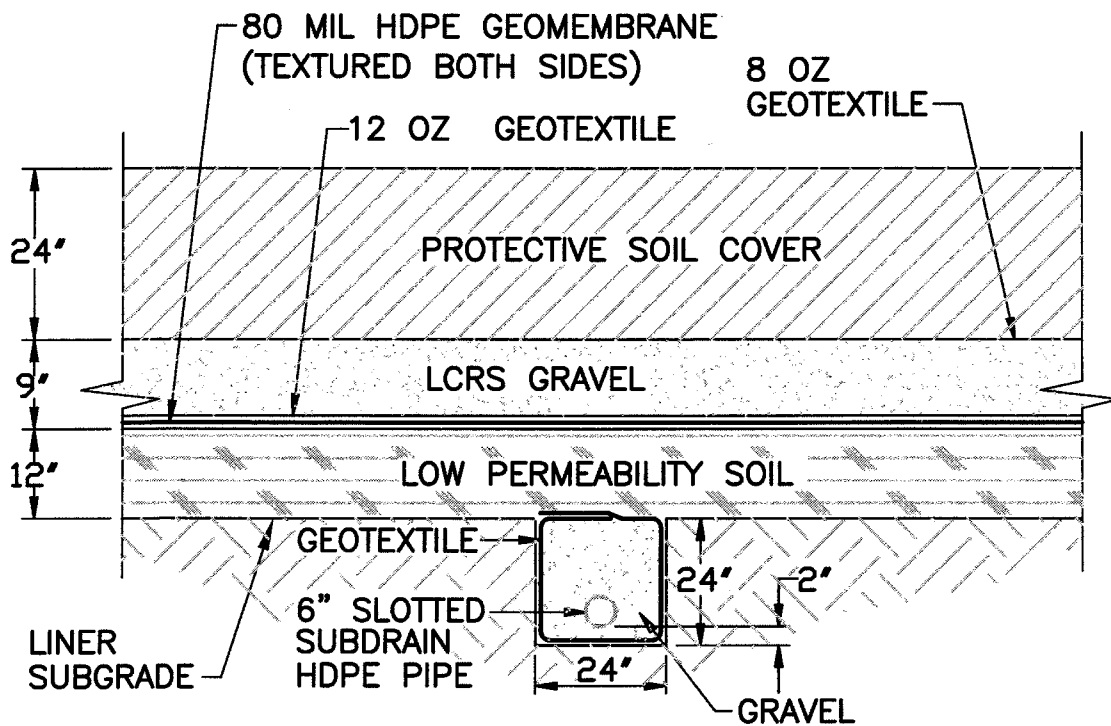 80 MIL HDPE GEOMEMBRANE
(TEXTURED BOTH SIDES)
8 OZ
GEOTEXTILE
12 OZ GEOTEXTILE
24"
PROTECTIVE SOIL COVER
9"
LCRS GRAVEL
12"
LOW PERMEABILITY SOIL
GEOTEXTILE
24"
2"
6" SLOTTED
SUBDRAIN
HDPE PIPE
LINER
SUBGRADE
24"
GRAVEL